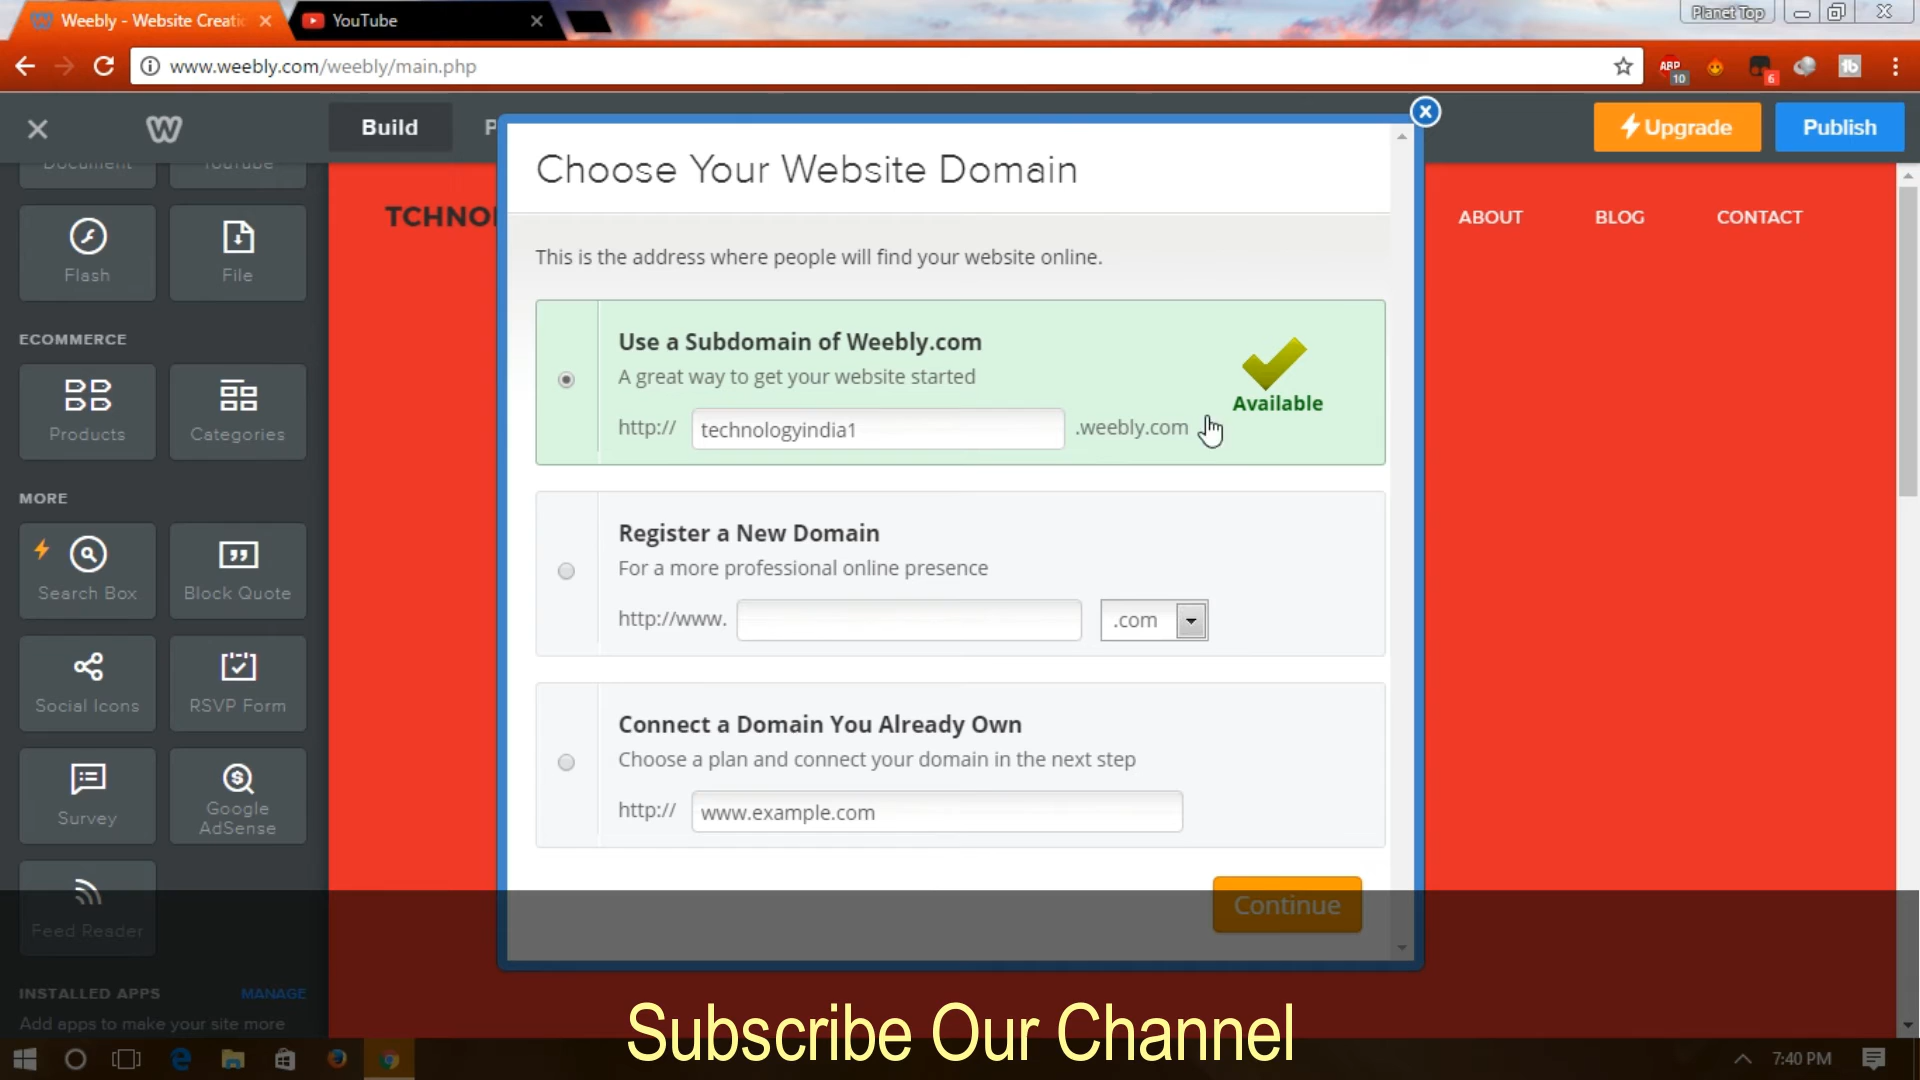 Weebly - Website Creatio
YouTube
Planet Top
www.weebly.com/weebly/main.php
ABP
10
6
Build
Upgrade
Publish
Choose Your Website Domain
This is the address where people will find your website online.
Use a Subdomain of Weebly.com
A great way to get your website started
http://
technologyindia1
.weebly.com
Available
Register a New Domain
For a more professional online presence
http://www.
.com
Connect a Domain You Already Own
Choose a plan and connect your domain in the next step
http://
www.example.com
Continue
TCHNO
ABOUT
BLOG
CONTACT
Document
YouTube
Flash
File
ECOMMERCE
Products
Categories
MORE
Search Box
Block Quote
Social Icons
RSVP Form
Survey
Google
AdSense
Feed Reader
INSTALLED APPS
MANAGE
Add apps to make your site more
Subscribe Our Channel
7:40 PM